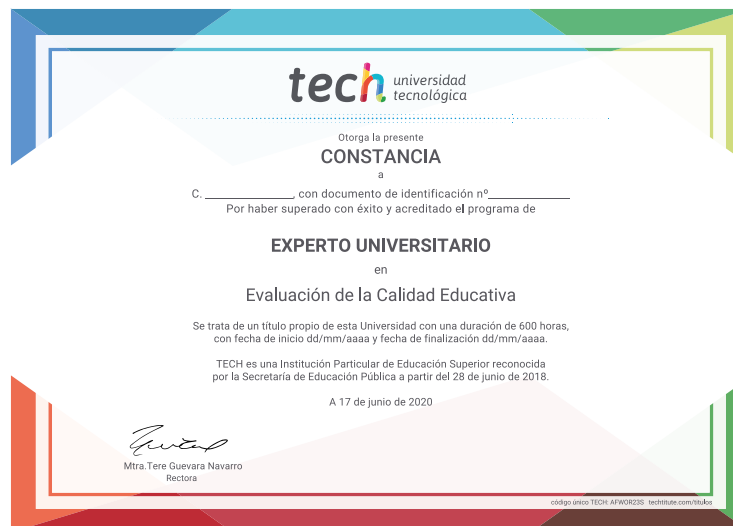 tech universidad
tecnológica
Otorga la presente
CONSTANCIA
a
C. ______________, con documento de identificación nº______________
Por haber superado con éxito y acreditado el programa de
EXPERTO UNIVERSITARIO
en
Evaluación de la Calidad Educativa
Se trata de un título propio de esta Universidad con una duración de 600 horas,
con fecha de inicio dd/mm/aaaa y fecha de finalización dd/mm/aaaa.
TECH es una Institución Particular de Educación Superior reconocida
por la Secretaría de Educación Pública a partir del 28 de junio de 2018.
A 17 de junio de 2020
Mtra.Tere Guevara Navarro
Rectora
código único TECH: AFWOR23S techtitute.com/titulos